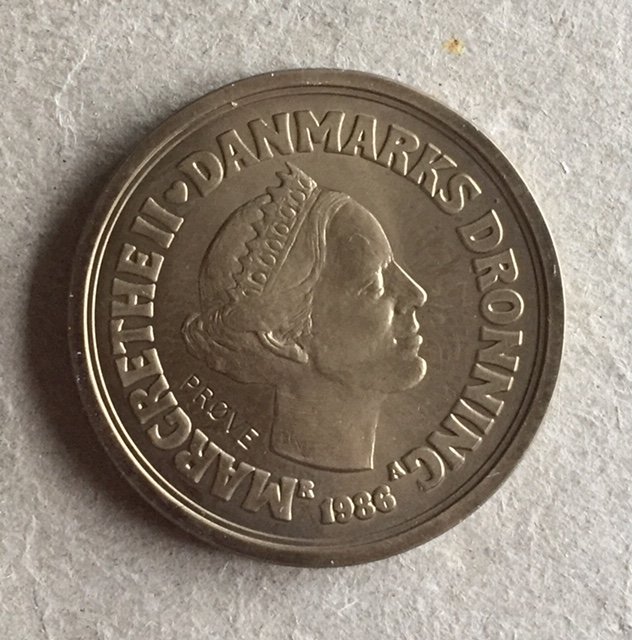 MARGRETHE II ♥ DANMARKS DRONNING
PRØVE
R 1986 A